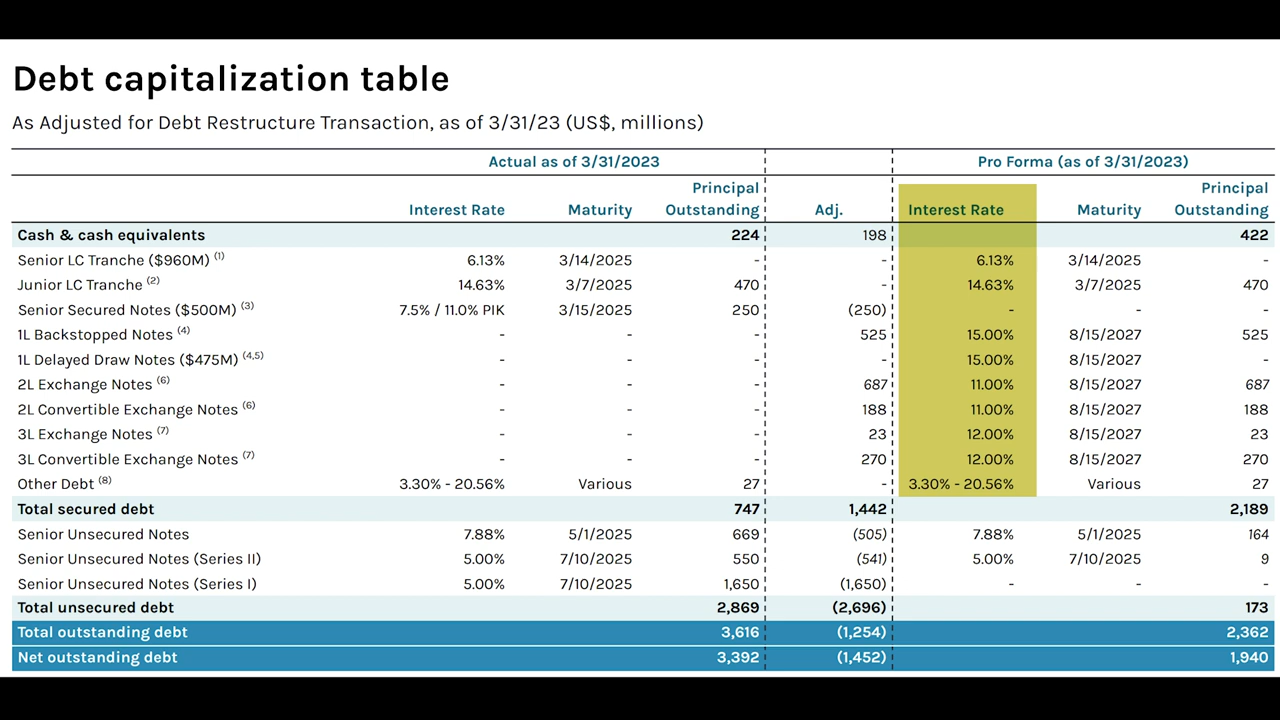 Debt capitalization table
As Adjusted for Debt Restructure Transaction, as of 3/31/23 (US$, millions)
Actual as of 3/31/2023 Pro Forma (as of 3/31/2023)
Principal Principal
Interest Rate Maturity Outstanding Adj. Interest Rate Maturity Outstanding
Cash & cash equivalents 224 198 422
Senior LC Tranche ($960M) (1) 6.13% 3/14/2025 - - 6.13% 3/14/2025 -
Junior LC Tranche (2) 14.63% 3/7/2025 470 - 14.63% 3/7/2025 470
Senior Secured Notes ($500M) (3) 7.5% / 11.0% PIK 3/15/2025 250 (250) - - -
1L Backstopped Notes (4) - - - 525 15.00% 8/15/2027 525
1L Delayed Draw Notes ($475M) (4,5) - - - - 15.00% 8/15/2027 -
2L Exchange Notes (6) - - - 687 11.00% 8/15/2027 687
2L Convertible Exchange Notes (6) - - - 188 11.00% 8/15/2027 188
3L Exchange Notes (7) - - - 23 12.00% 8/15/2027 23
3L Convertible Exchange Notes (7) - - - 270 12.00% 8/15/2027 270
Other Debt (8) 3.30% - 20.56% Various 27 - 3.30% - 20.56% Various 27
Total secured debt 747 1,442 2,189
Senior Unsecured Notes 7.88% 5/1/2025 669 (505) 7.88% 5/1/2025 164
Senior Unsecured Notes (Series II) 5.00% 7/10/2025 550 (541) 5.00% 7/10/2025 9
Senior Unsecured Notes (Series I) 5.00% 7/10/2025 1,650 (1,650) - - -
Total unsecured debt 2,869 (2,696) 173
Total outstanding debt 3,616 (1,254) 2,362
Net outstanding debt 3,392 (1,452) 1,940